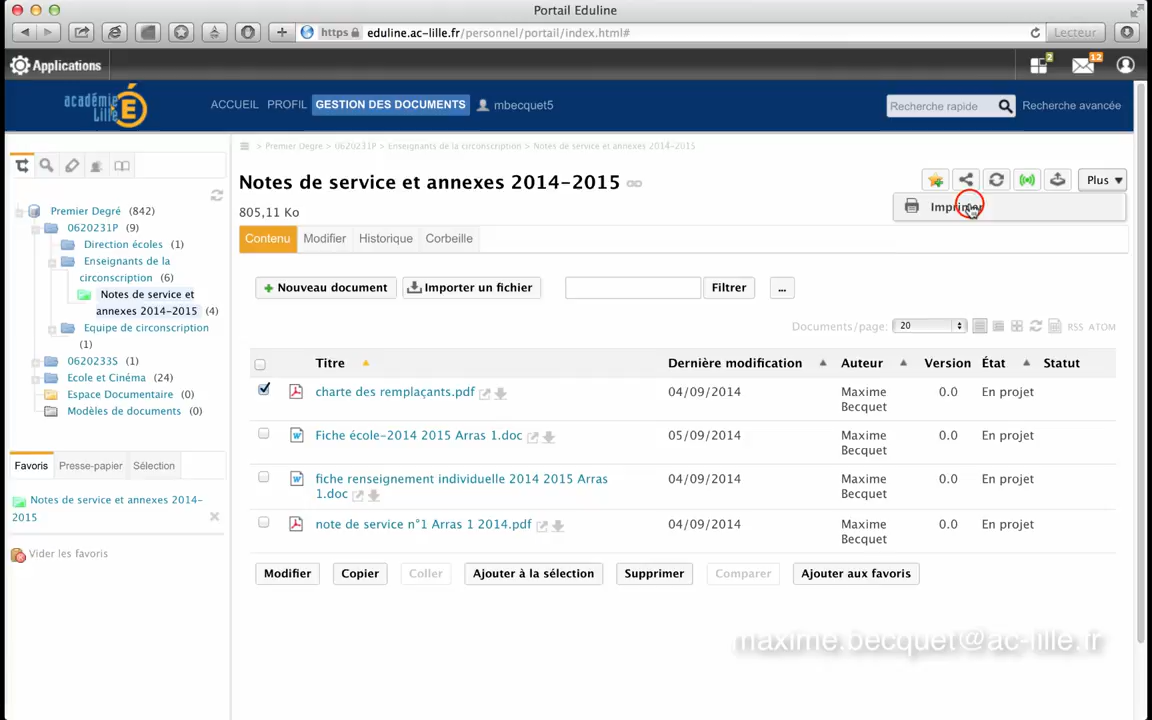 Portail Eduline
https eduline.ac-lille.fr/personnel/portail/index.html#
Lecteur
Applications
2
12
académie
Lille
É
ACCUEIL PROFIL GESTION DES DOCUMENTS mbecquet5
Recherche rapide
Recherche avancée
> Premier Degré > 0620231P > Enseignants de la circonscription > Notes de service et annexes 2014-2015
Notes de service et annexes 2014-2015
Plus
Imprimer
805,11 Ko
Contenu Modifier Historique Corbeille
Premier Degré (842)
0620231P (9)
Direction écoles (1)
Enseignants de la
circonscription (6)
Notes de service et
annexes 2014-2015 (4)
Equipe de circonscription
(1)
0620233S (1)
Ecole et Cinéma (24)
Espace Documentaire (0)
Modèles de documents (0)
Favoris Presse-papier Sélection
Notes de service et annexes 2014-
2015
Vider les favoris
Nouveau document Importer un fichier Filtrer ...
Documents/page: 20 RSS ATOM
Titre Dernière modification Auteur Version État Statut
charte des remplaçants.pdf 04/09/2014 Maxime 0.0 En projet
Becquet
Fiche école-2014 2015 Arras 1.doc 05/09/2014 Maxime 0.0 En projet
Becquet
fiche renseignement individuelle 2014 2015 Arras 04/09/2014 Maxime 0.0 En projet
1.doc Becquet
note de service n°1 Arras 1 2014.pdf 04/09/2014 Maxime 0.0 En projet
Becquet
Modifier Copier Coller Ajouter à la sélection Supprimer Comparer Ajouter aux favoris
maxime.becquet@ac-lille.fr